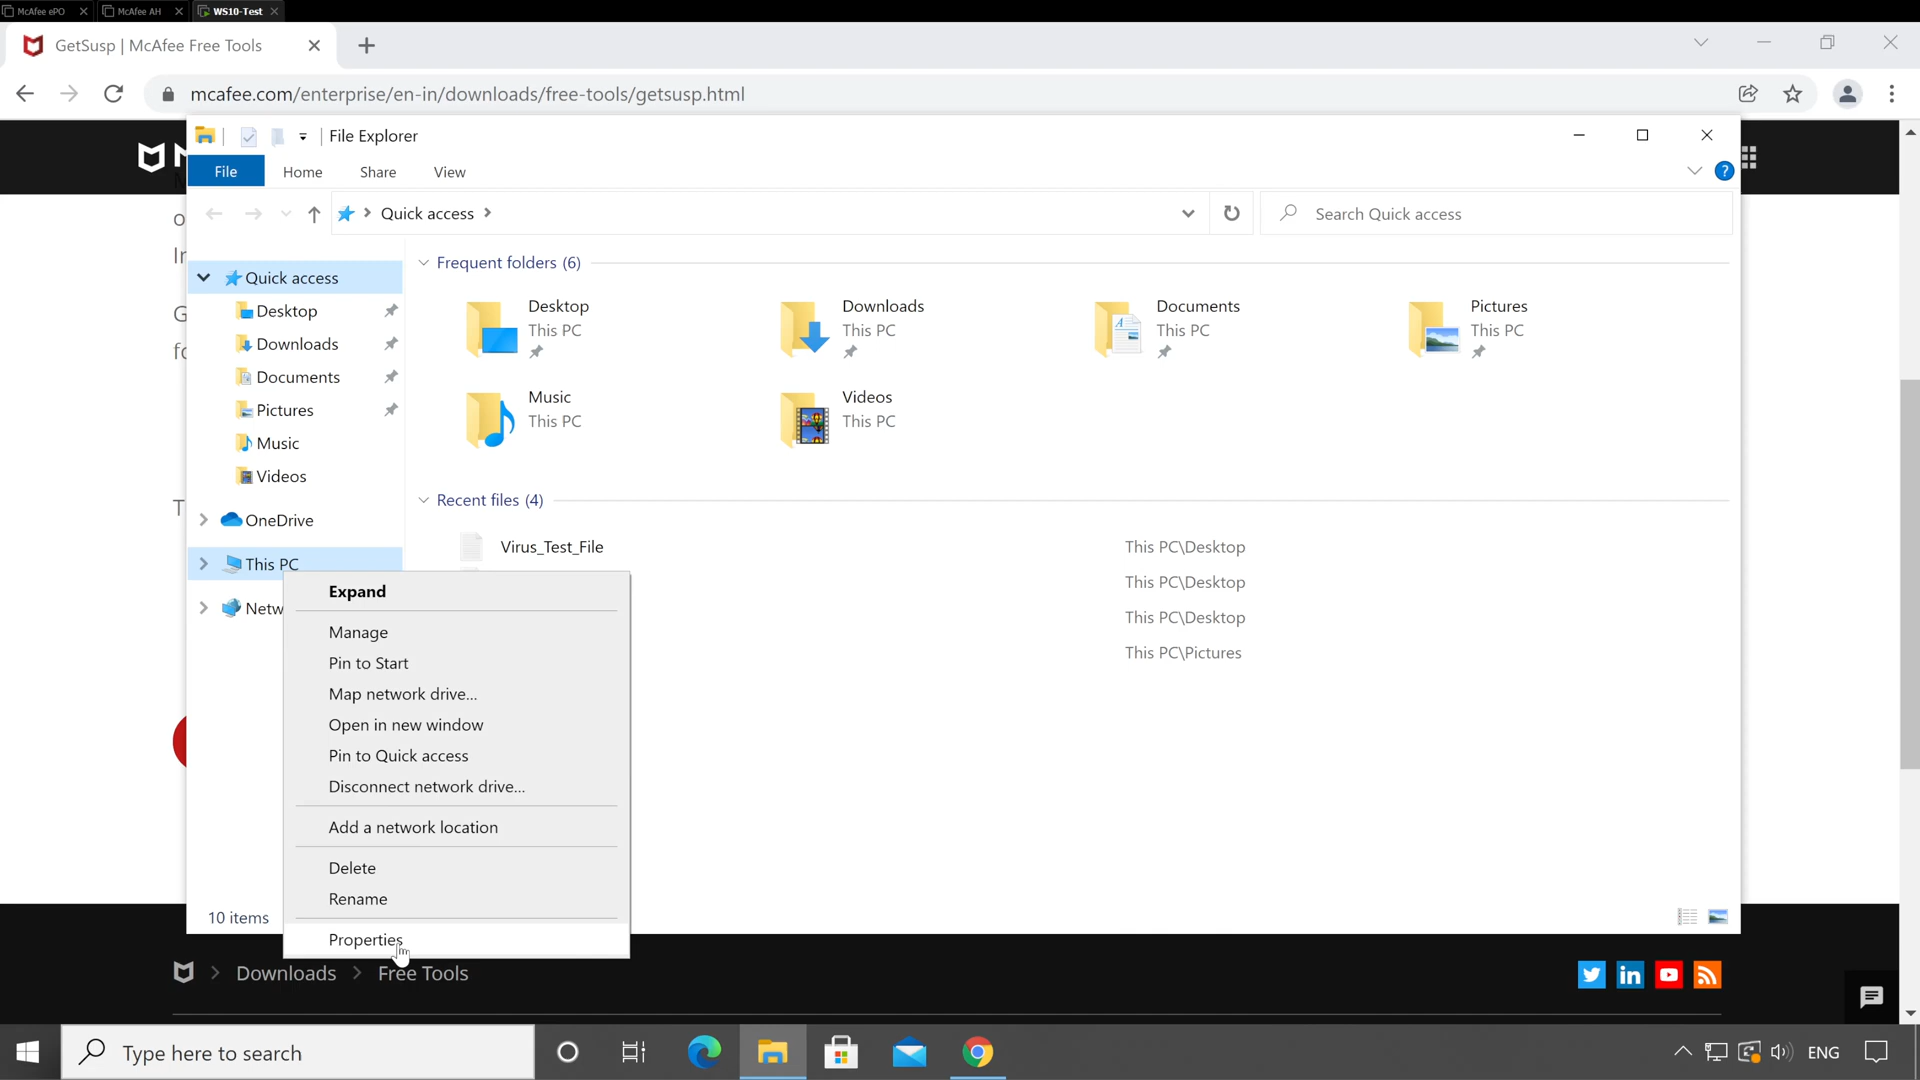 McAfee ePO McAfee AH WS10-Test
GetSusp | McAfee Free Tools
mcafee.com/enterprise/en-in/downloads/free-tools/getsusp.html
File Explorer
File Home Share View
Quick access
Search Quick access
Quick access
Desktop
Downloads
Documents
Pictures
Music
Videos
OneDrive
This PC
Netw
Frequent folders (6)
Desktop
This PC
Downloads
This PC
Documents
This PC
Pictures
This PC
Music
This PC
Videos
This PC
Recent files (4)
Virus_Test_File This PC\Desktop
This PC\Desktop
This PC\Desktop
This PC\Pictures
Expand
Manage
Pin to Start
Map network drive...
Open in new window
Pin to Quick access
Disconnect network drive...
Add a network location
Delete
Rename
Properties
10 items
Downloads > Free Tools
Type here to search
ENG